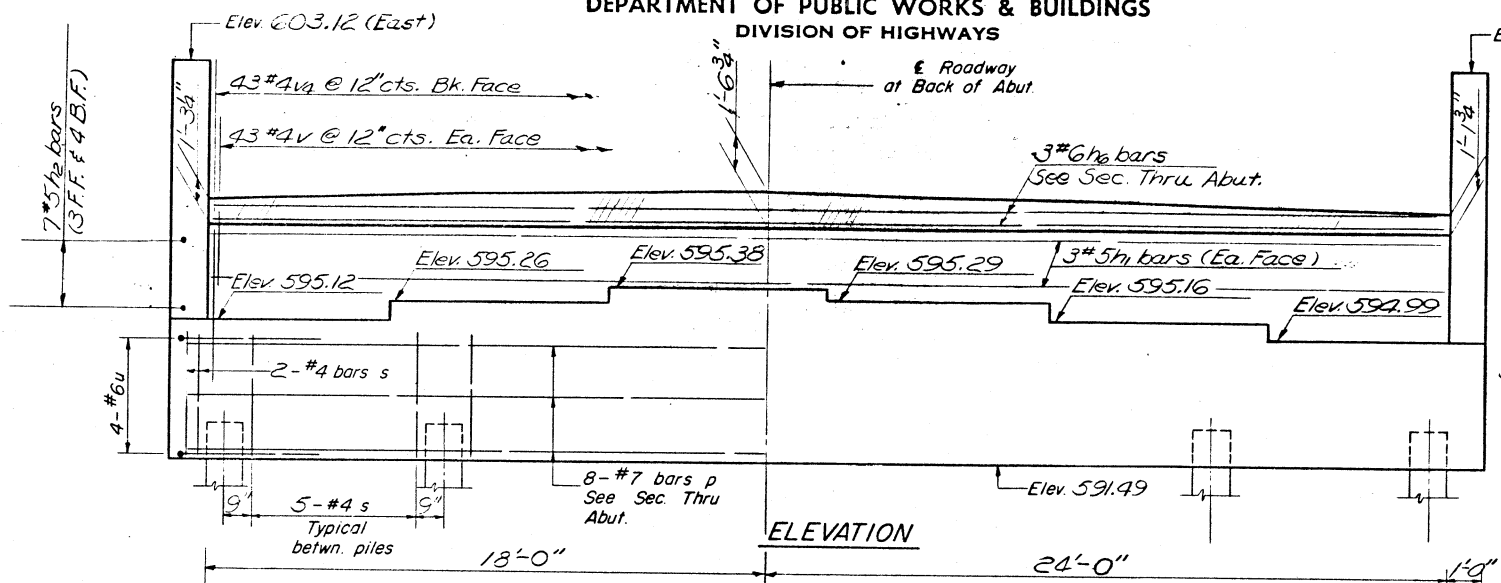 DEPARTMENT OF PUBLIC WORKS & BUILDINGS
DIVISION OF HIGHWAYS
Elev. 603.12 (East)
43 #4v4 @ 12"cts. Bk. Face
43 #4v @ 12"cts. Ea. Face
7 #5h2 bars
(3 F.F. & 4 B.F.)
1'-3¼"
1'-6¾"
℄ Roadway
at Back of Abut.
1'-1¾"
3 #6h6 bars
See Sec. Thru Abut.
3 #5h1 bars (Ea. Face)
Elev. 595.12
Elev. 595.26
Elev. 595.38
Elev. 595.29
Elev. 595.16
Elev. 594.99
4-#6u
2-#4 bars s
8-#7 bars p
See Sec. Thru
Abut.
Elev. 591.49
9"
5-#4 s
9"
Typical
betwn. piles
ELEVATION
18'-0"
24'-0"